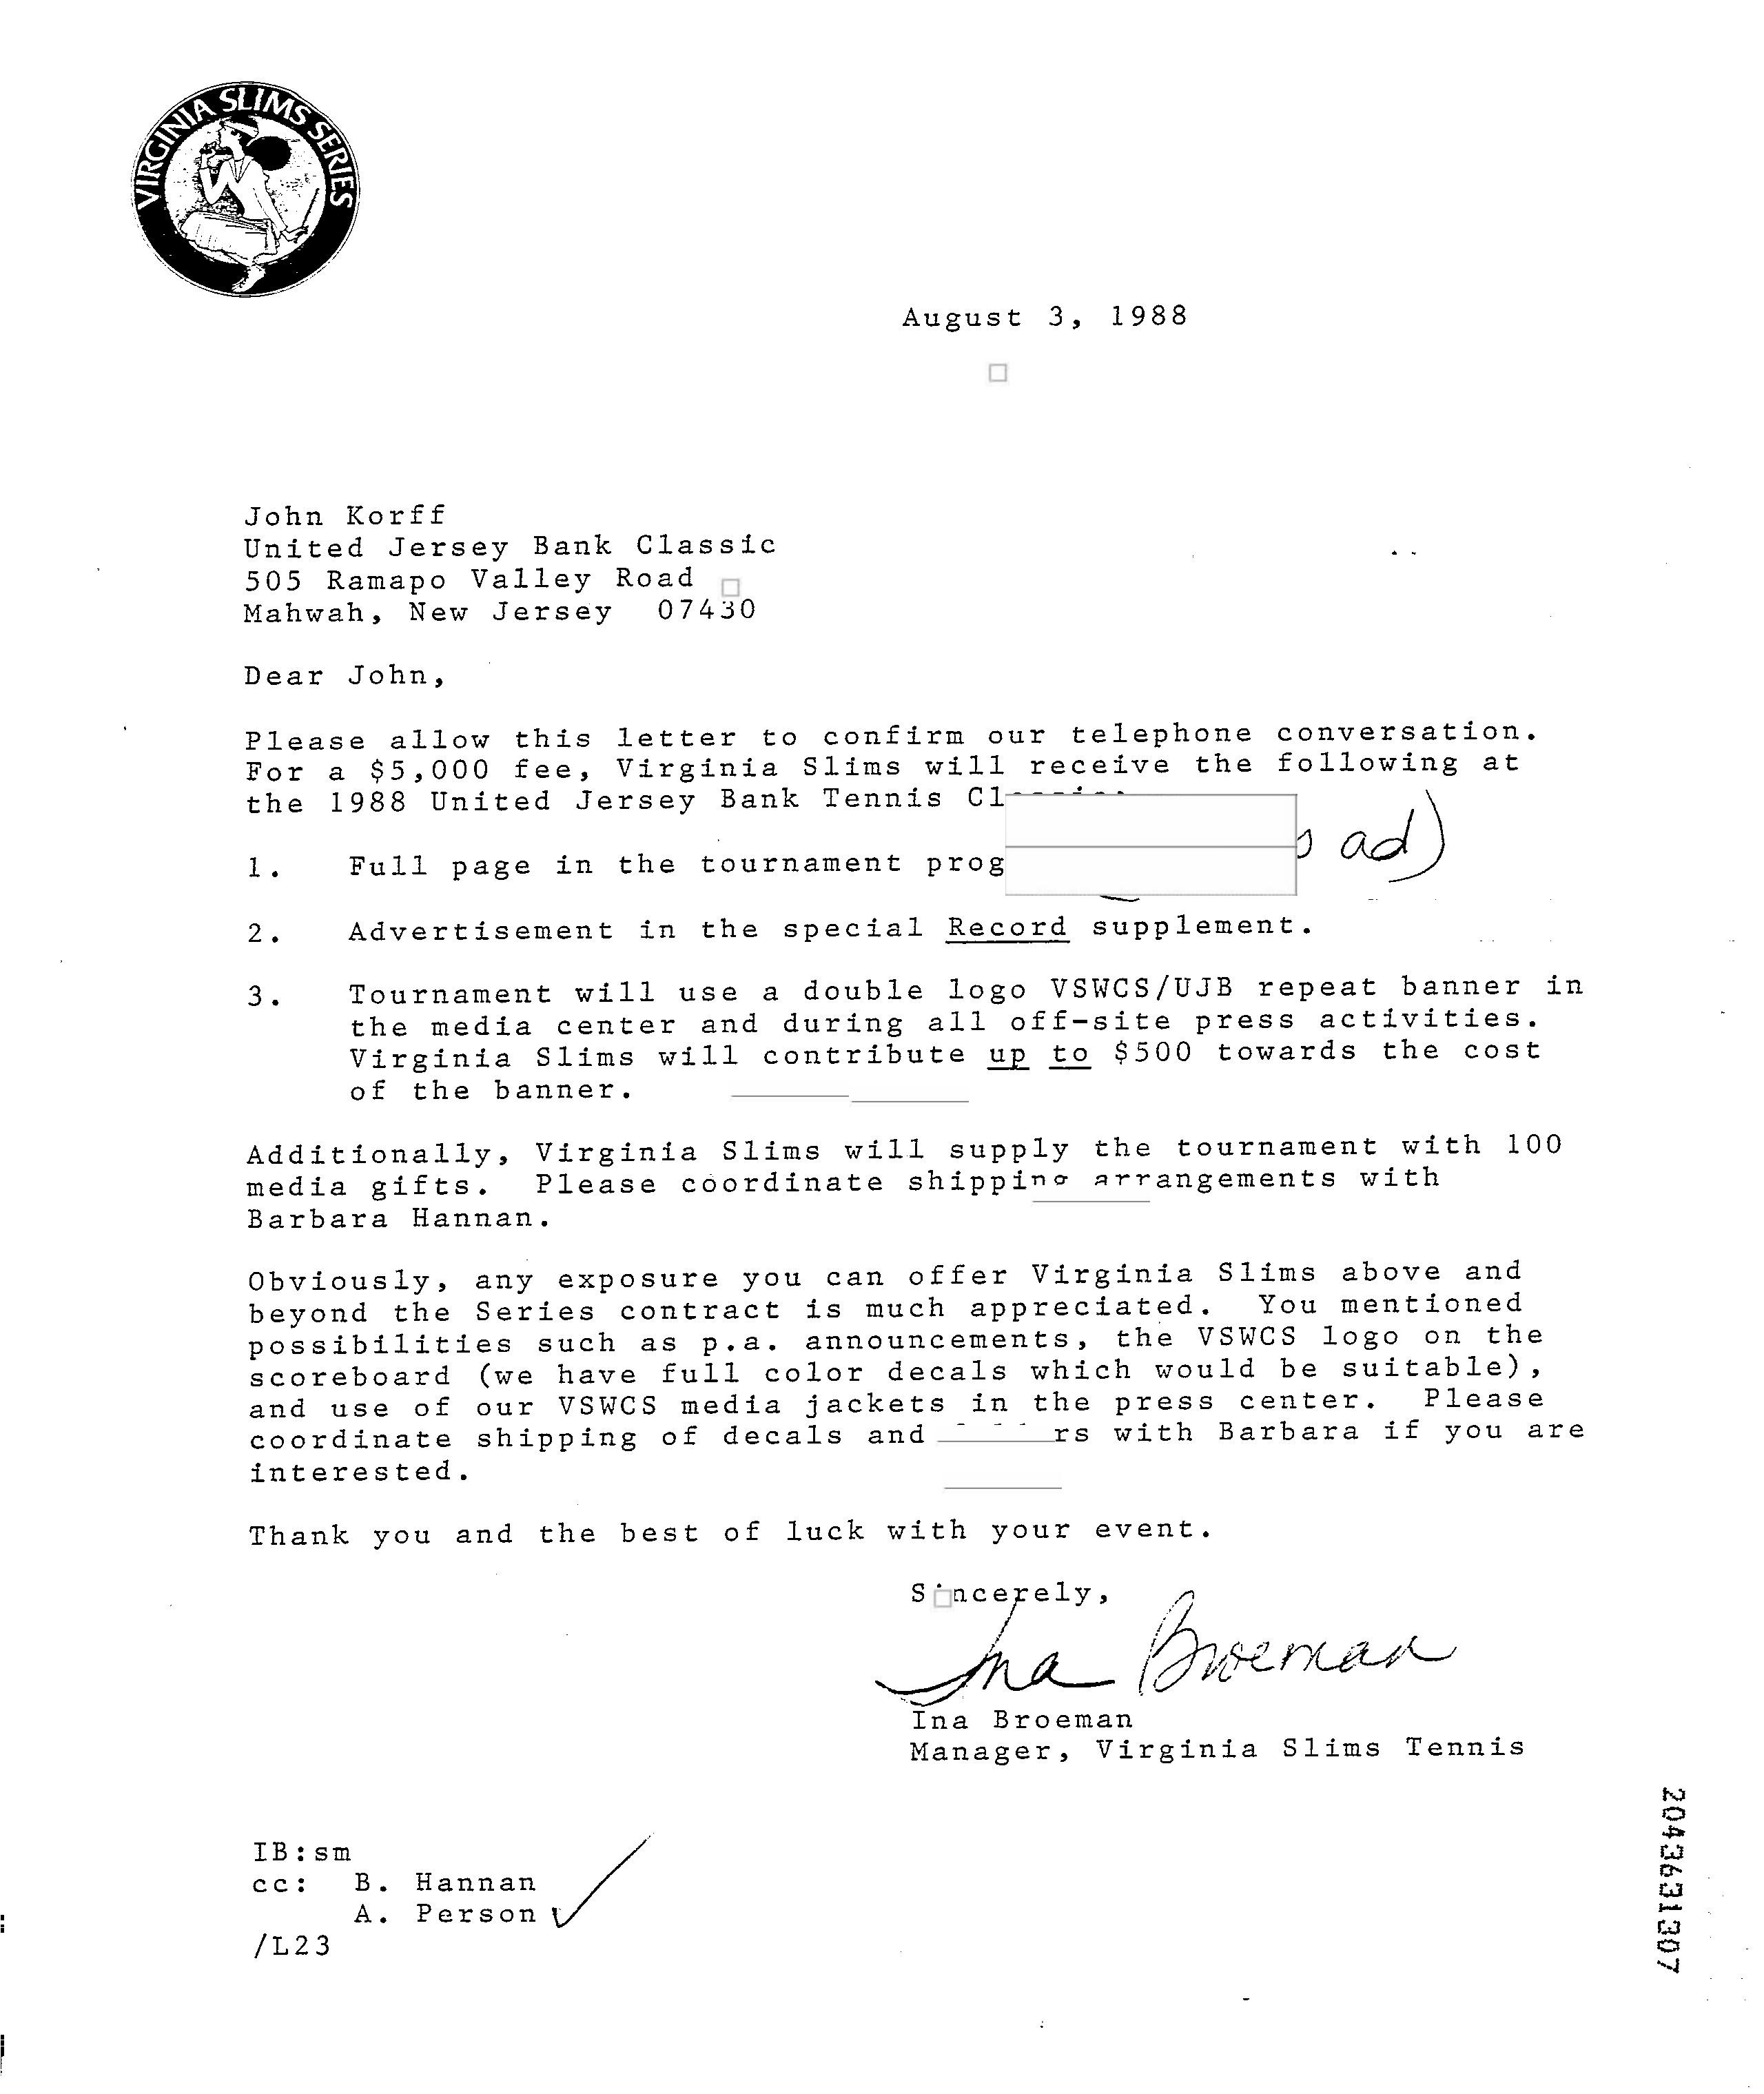 VIRGINIA SLIMS SERIES
August 3, 1988
John Korff
United Jersey Bank Classic
505 Ramapo Valley Road
Mahwah, New Jersey 07430
Dear John,
Please allow this letter to confirm our telephone conversation.
For a $5,000 fee, Virginia Slims will receive the following at
the 1988 United Jersey Bank Tennis
1. Full page in the tournament
ad)
2. Advertisement in the special Record supplement.
3. Tournament will use a double logo VSWCS/UJB repeat banner in
the media center and during all off-site press activities.
Virginia Slims will contribute up to $500 towards the cost
of the banner.
Additionally, Virginia Slims will supply the tournament with 100
media gifts. Please coordinate shipping arrangements with
Barbara Hannan.
Obviously, any exposure you can offer Virginia Slims above and
beyond the Series contract is much appreciated. You mentioned
possibilities such as p.a. announcements, the VSWCS logo on the
scoreboard (we have full color decals which would be suitable),
and use of our VSWCS media jackets in the press center. Please
coordinate shipping of decals and with Barbara if you are
interested.
Thank you and the best of luck with your event.
Sincerely,
Ina Broeman
Ina Broeman
Manager, Virginia Slims Tennis
IB:sm
cc: B. Hannan
A. Person
/L23
2043631307